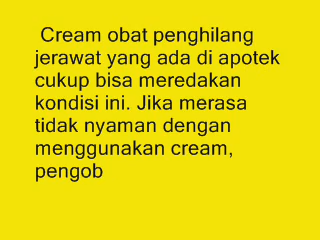 Cream obat penghilang
jerawat yang ada di apotek
cukup bisa meredakan
kondisi ini. Jika merasa
tidak nyaman dengan
menggunakan cream,
pengob